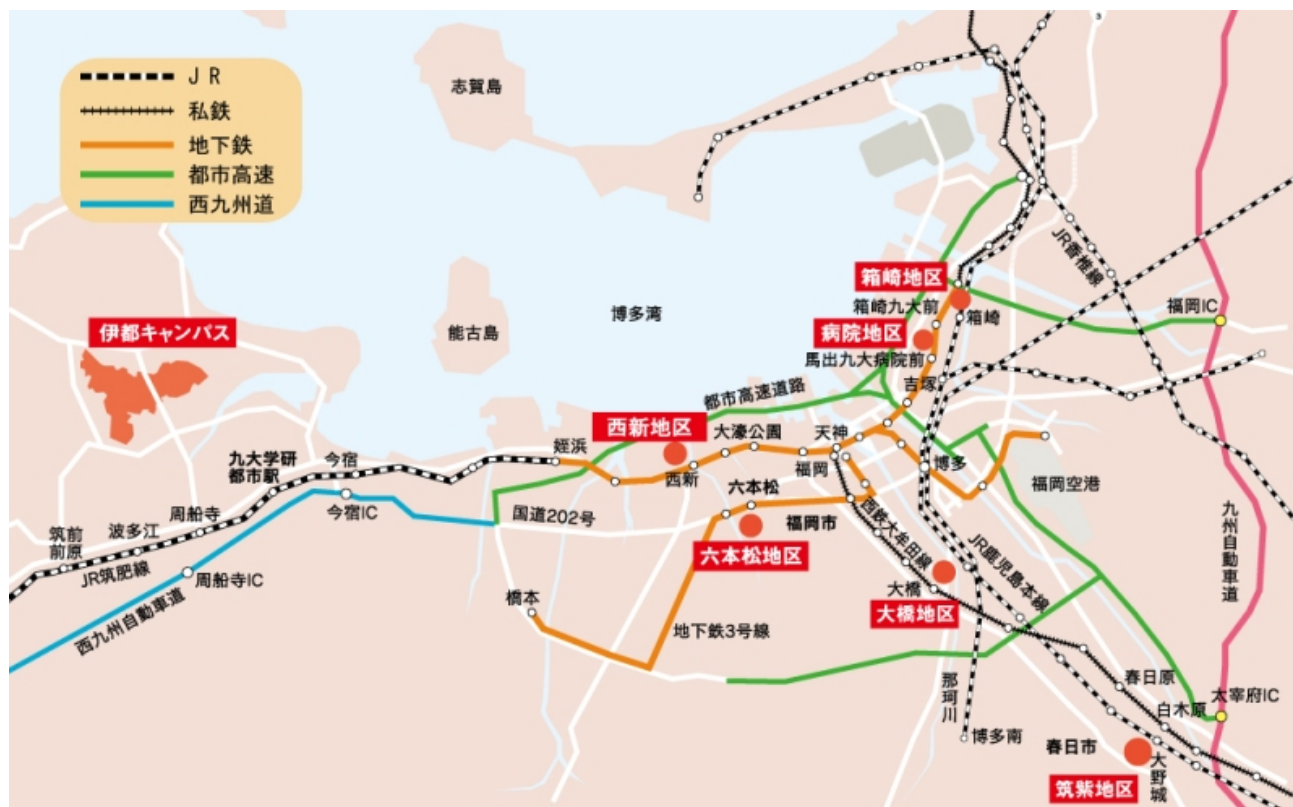 JR
私鉄
地下鉄
都市高速
西九州道
3
志賀島
能古島
博多湾
伊都キャンパス
箱崎地区
箱崎九大前
箱崎
病院地区
馬出九大病院前
吉塚
JR香椎線
福岡IC
都市高速道路
西新地区
姪浜
西新
大濠公園
福岡
天神
博多
福岡空港
九州自動車道
九大学研
都市駅
今宿
今宿IC
国道202号
六本松
六本松地区
福岡市
西鉄大牟田線
JR鹿児島本線
筑前
前原
波多江
周船寺
JR筑肥線
周船寺IC
西九州自動車道
橋本
地下鉄3号線
大橋
大橋地区
那珂川
博多南
春日原
白木原
太宰府IC
春日市
大野城
筑紫地区